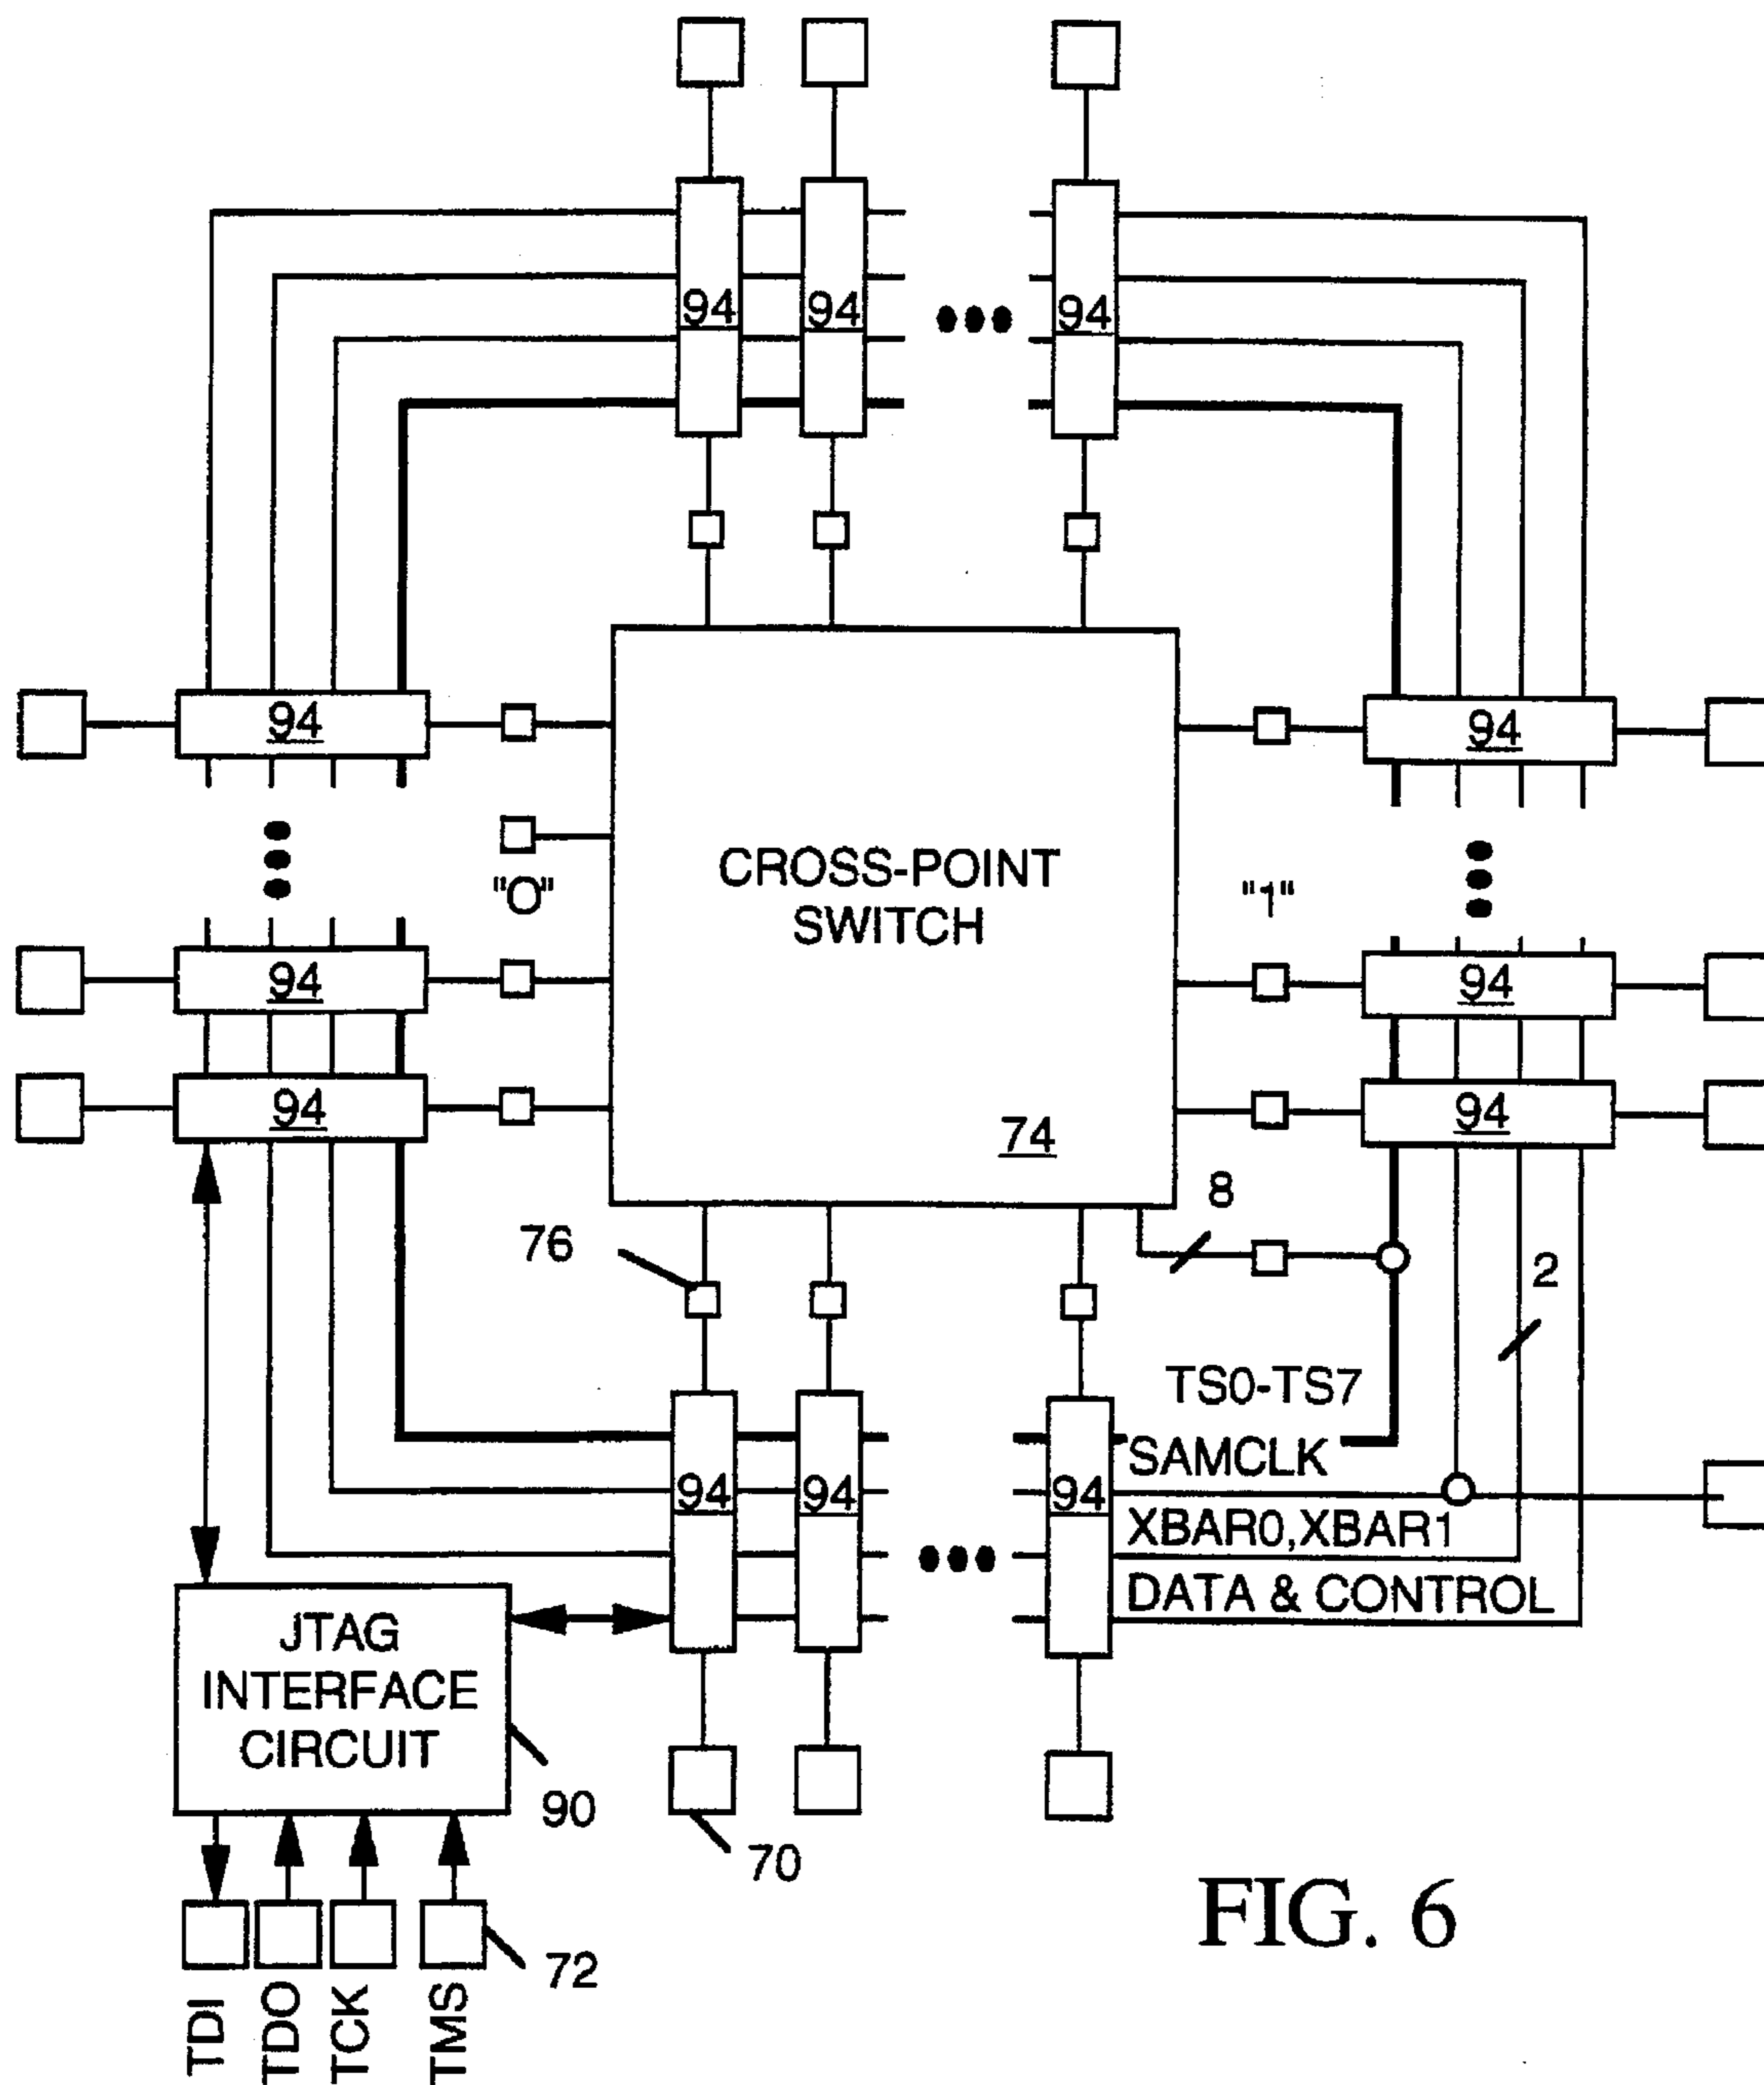 94
94
94
94
94
CROSS-POINT
SWITCH
"O"
"1"
94
94
94
94
74
8
76
2
TS0-TS7
SAMCLK
94
94
94
XBAR0,XBAR1
DATA & CONTROL
JTAG
INTERFACE
CIRCUIT
90
70
72
TDI
TDO
TCK
TMS
FIG. 6